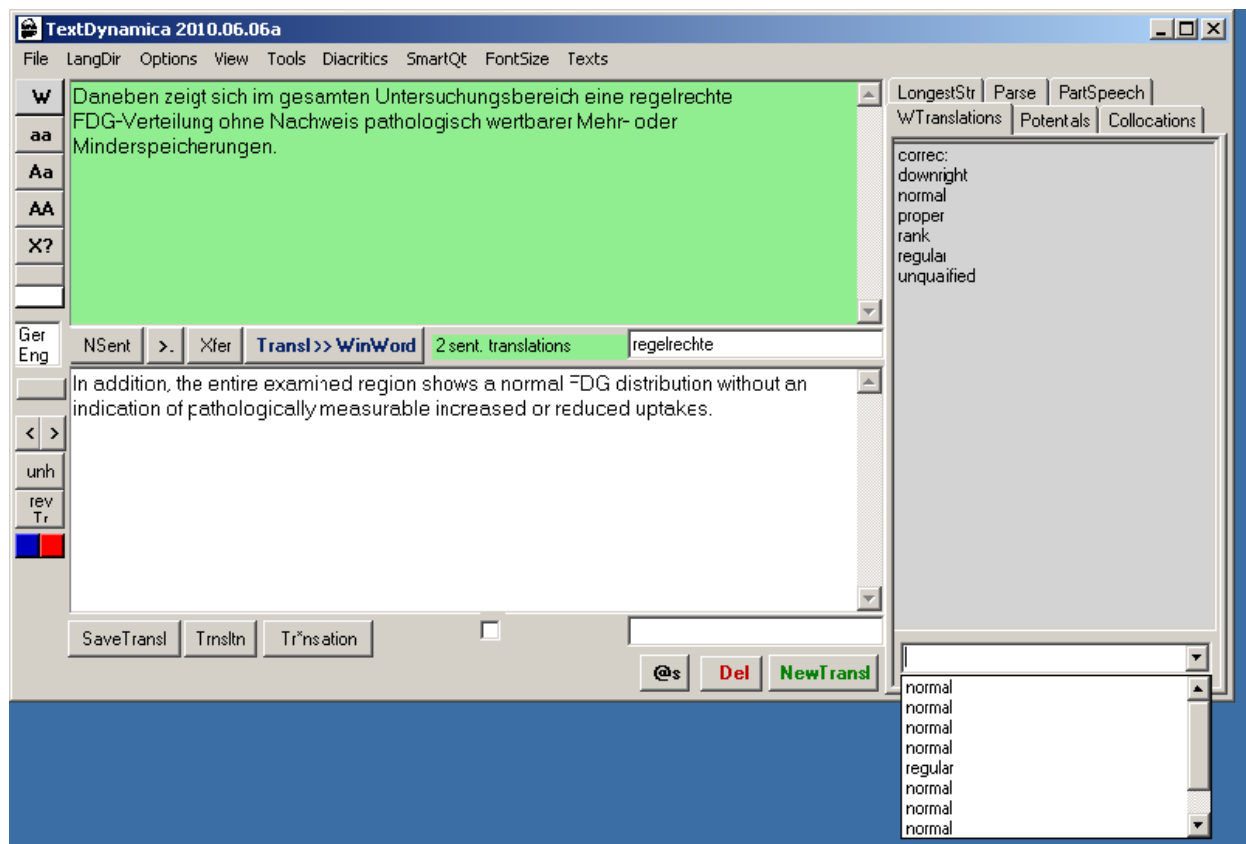 TextDynamica 2010.06.06a
File LangDir Options View Tools Diacritics SmartQt FontSize Texts
W
aa
Aa
AA
X?
Ger
Eng
< >
unh
rev
Tr
Daneben zeigt sich im gesamten Untersuchungsbereich eine regelrechte
FDG-Verteilung ohne Nachweis pathologisch wertbarer Mehr- oder
Minderspeicherungen.
NSent >. Xfer Transl >> WinWord 2 sent. translations regelrechte
In addition, the entire examined region shows a normal FDG distribution without an
indication of pathologically measurable increased or reduced uptakes.
SaveTransl Trnsltn Tr*nsation
@s Del NewTransl
LongestStr Parse PartSpeech
WTranslations Potentals Collocations
correc:
downright
normal
proper
rank
regular
unquaified
normal
normal
normal
normal
regular
normal
normal
normal